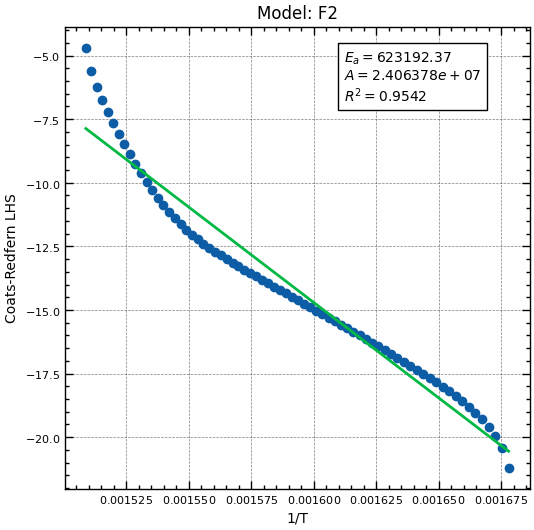 Model: F2
−5.0
−7.5
−10.0
−12.5
−15.0
−17.5
−20.0
Coats-Redfern LHS
E_a = 623192.37
A = 2.406378e + 07
R² = 0.9542
0.001525 0.001550 0.001575 0.001600 0.001625 0.001650 0.001675
1/T